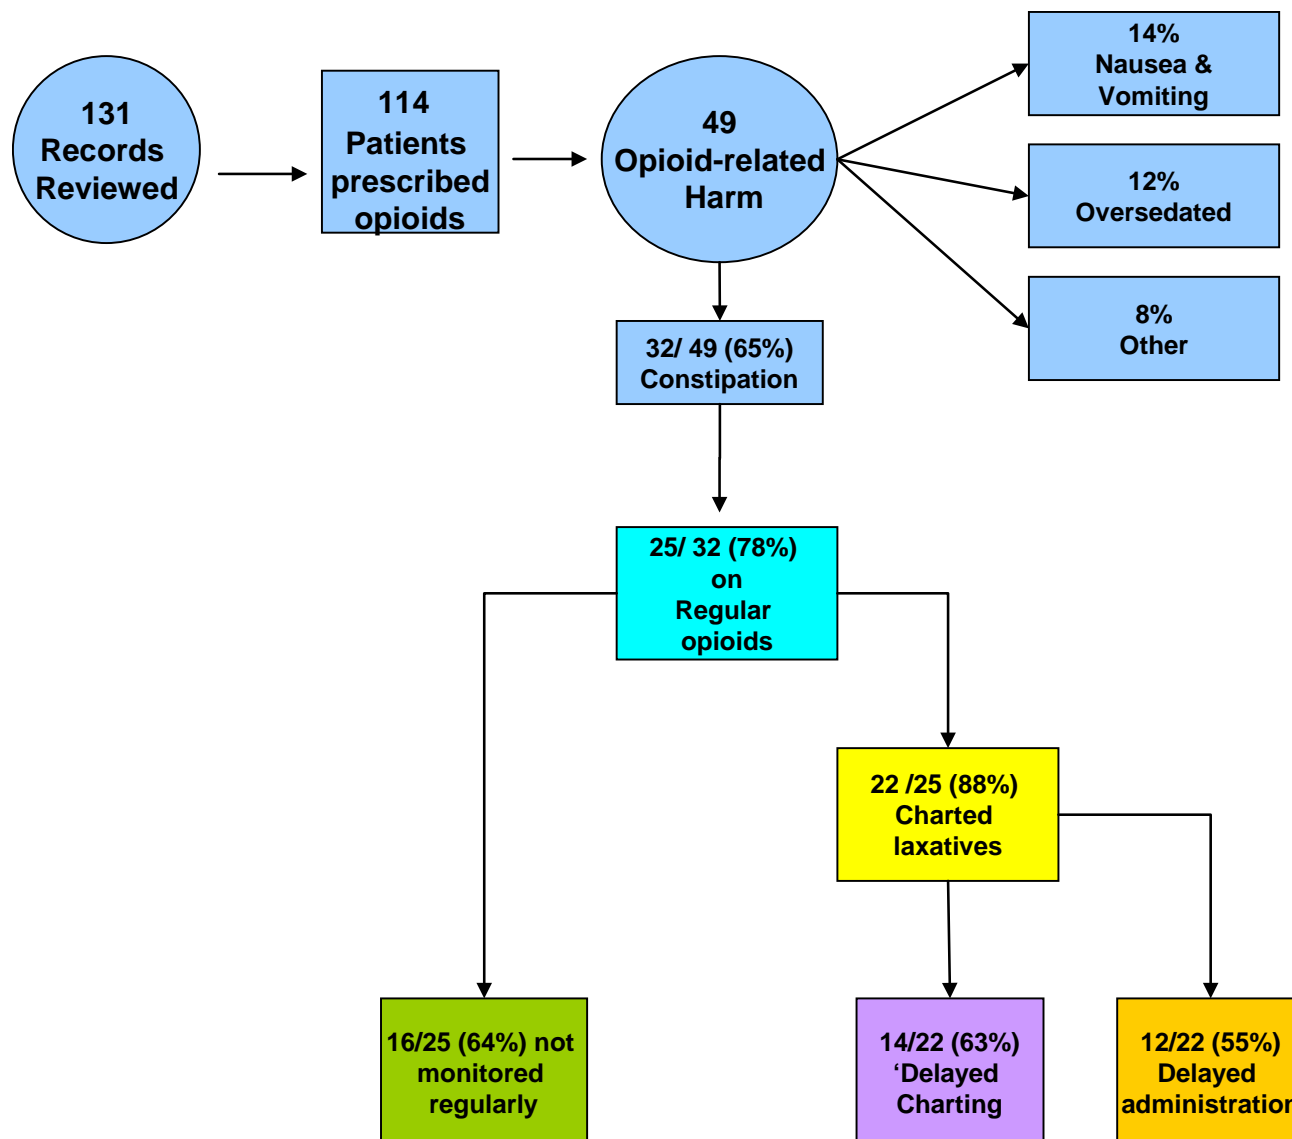 131
Records
Reviewed
114
Patients
prescribed
opioids
49
Opioid-related
Harm
14%
Nausea &
Vomiting
12%
Oversedated
8%
Other
32/ 49 (65%)
Constipation
25/ 32 (78%)
on
Regular
opioids
22 /25 (88%)
Charted
laxatives
16/25 (64%) not
monitored
regularly
14/22 (63%)
‘Delayed
Charting
12/22 (55%)
Delayed
administration